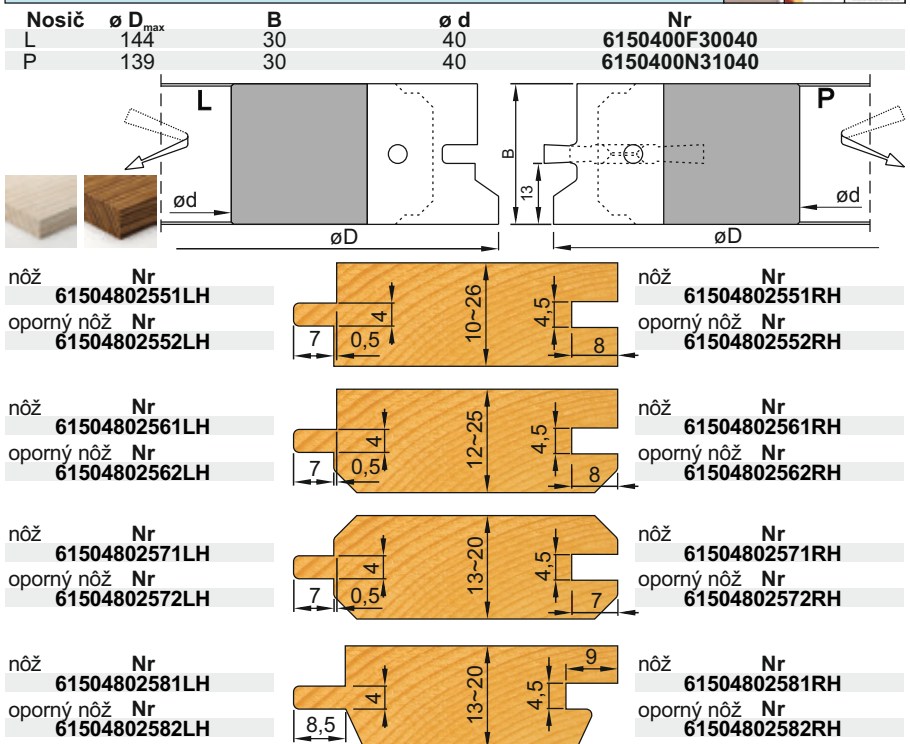 Nosič ø Dmax B ø d Nr
L 144 30 40 6150400F30040
P 139 30 40 6150400N31040
L P
B
13
ød ød
øD øD
nôž Nr
61504802551LH
oporný nôž Nr
61504802552LH
7 0,5 4 10~26 4,5 8
nôž Nr
61504802551RH
oporný nôž Nr
61504802552RH
nôž Nr
61504802561LH
oporný nôž Nr
61504802562LH
7 0,5 4 12~25 4,5 8
nôž Nr
61504802561RH
oporný nôž Nr
61504802562RH
nôž Nr
61504802571LH
oporný nôž Nr
61504802572LH
7 0,5 4 13~20 4,5 7
nôž Nr
61504802571RH
oporný nôž Nr
61504802572RH
nôž Nr
61504802581LH
oporný nôž Nr
61504802582LH
8,5 4 13~20 4,5 9
nôž Nr
61504802581RH
oporný nôž Nr
61504802582RH